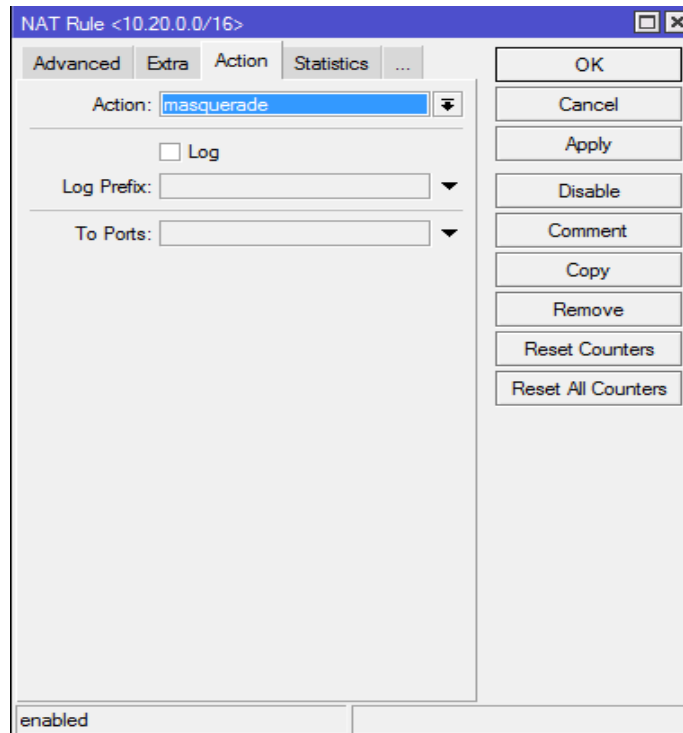 NAT Rule <10.20.0.0/16>
Advanced Extra Action Statistics ...
Action: masquerade
Log
Log Prefix:
To Ports:
OK
Cancel
Apply
Disable
Comment
Copy
Remove
Reset Counters
Reset All Counters
enabled